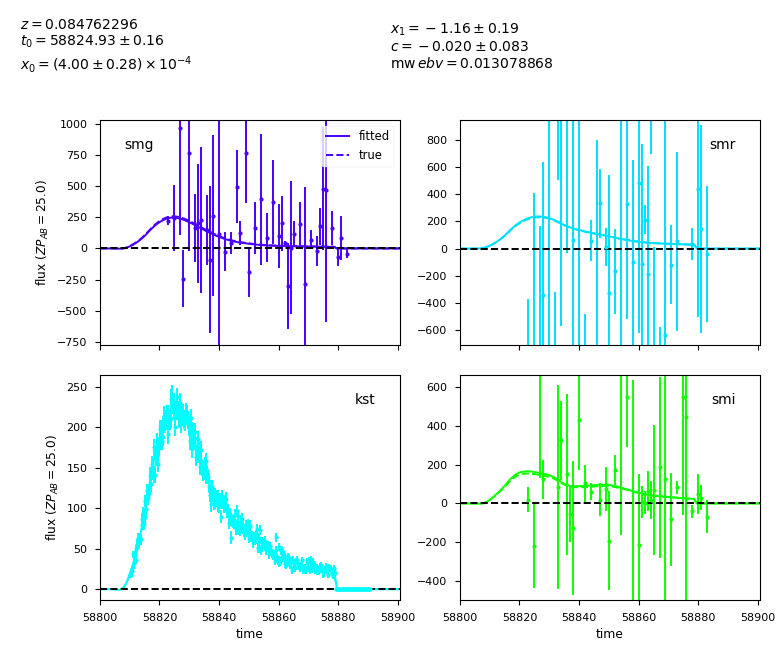 z = 0.084762296
t₀ = 58824.93 ± 0.16
x₀ = (4.00 ± 0.28) × 10⁻⁴
x₁ = −1.16 ± 0.19
c = −0.020 ± 0.083
mw ebv = 0.013078868
smg
fitted
true
1000
750
500
250
0
−250
−500
−750
flux (ZP_AB = 25.0)
smr
800
600
400
200
0
−200
−400
−600
kst
250
200
150
100
50
0
flux (ZP_AB = 25.0)
58800 58820 58840 58860 58880 58900
time
smi
600
400
200
0
−200
−400
58800 58820 58840 58860 58880 58900
time